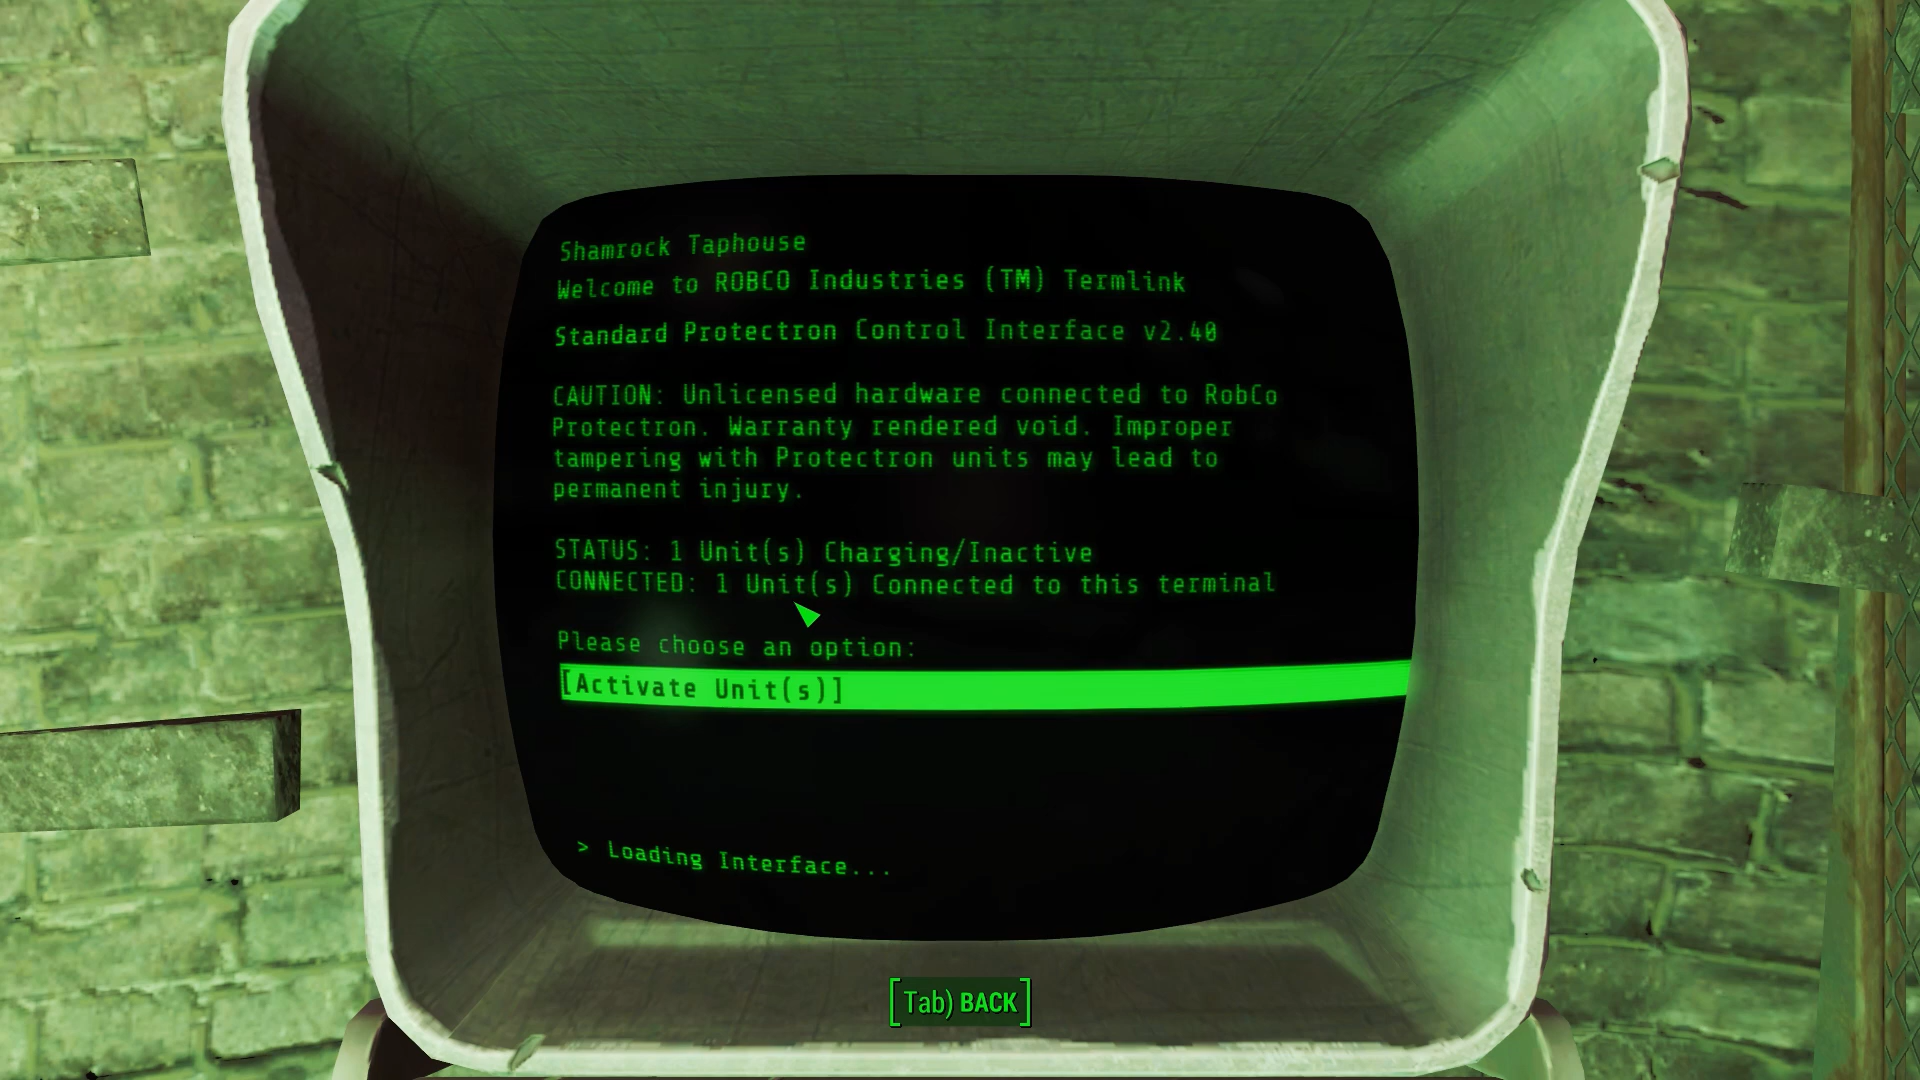 Shamrock Taphouse
Welcome to ROBCO Industries (TM) Termlink
Standard Protectron Control Interface v2.40
CAUTION: Unlicensed hardware connected to RobCo
Protectron. Warranty rendered void. Improper
tampering with Protectron units may lead to
permanent injury.
STATUS: 1 Unit(s) Charging/Inactive
CONNECTED: 1 Unit(s) Connected to this terminal
Please choose an option:
[Activate Unit(s)]
> Loading Interface...
[Tab) BACK]